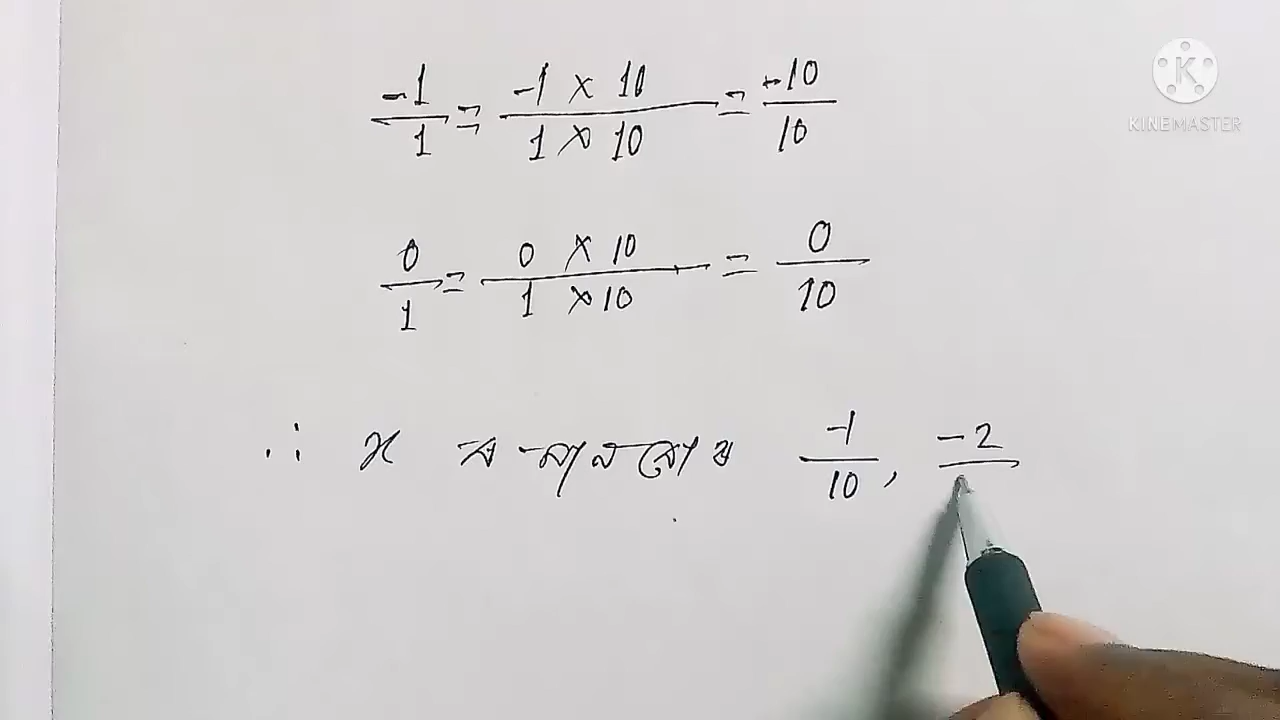 KINEMASTER
-1/1 = -1 × 10/1 × 10 = -10/10
0/1 = 0 × 10/1 × 10 = 0/10
∴ -1/10, -2/